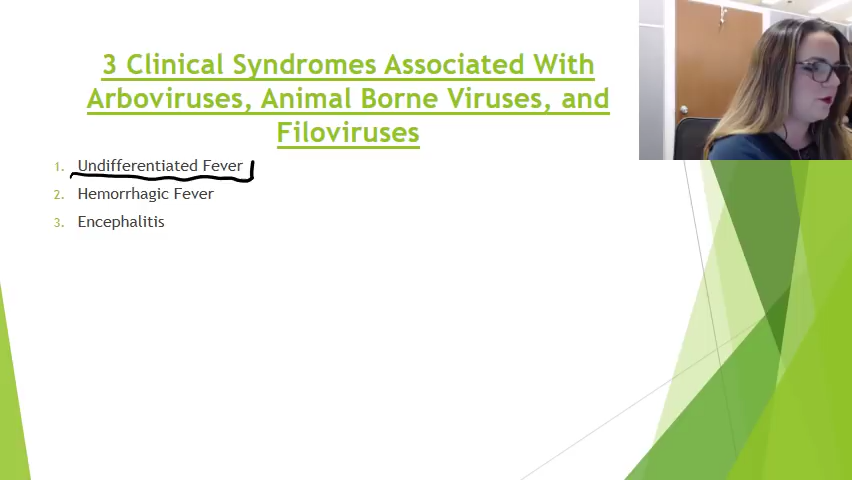 3 Clinical Syndromes Associated With
Arboviruses, Animal Borne Viruses, and
Filoviruses
1. Undifferentiated Fever
2. Hemorrhagic Fever
3. Encephalitis